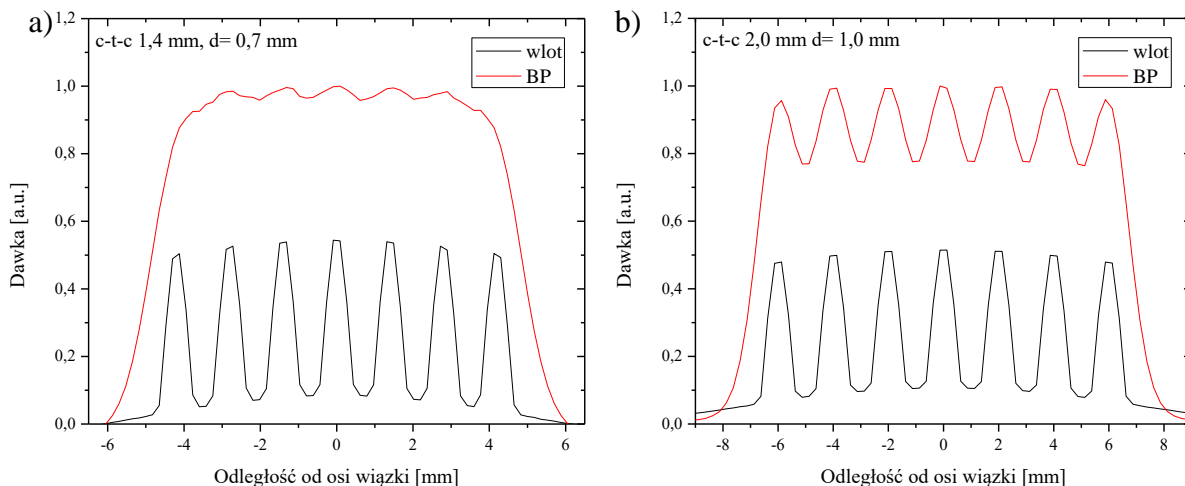 a)
c-t-c 1,4 mm, d= 0,7 mm
wlot
BP
1,2
1,0
0,8
0,6
0,4
0,2
0,0
Dawka [a.u.]
-6 -4 -2 0 2 4 6
Odległość od osi wiązki [mm]
b)
c-t-c 2,0 mm d= 1,0 mm
wlot
BP
1,2
1,0
0,8
0,6
0,4
0,2
0,0
Dawka [a.u.]
-8 -6 -4 -2 0 2 4 6 8
Odległość od osi wiązki [mm]